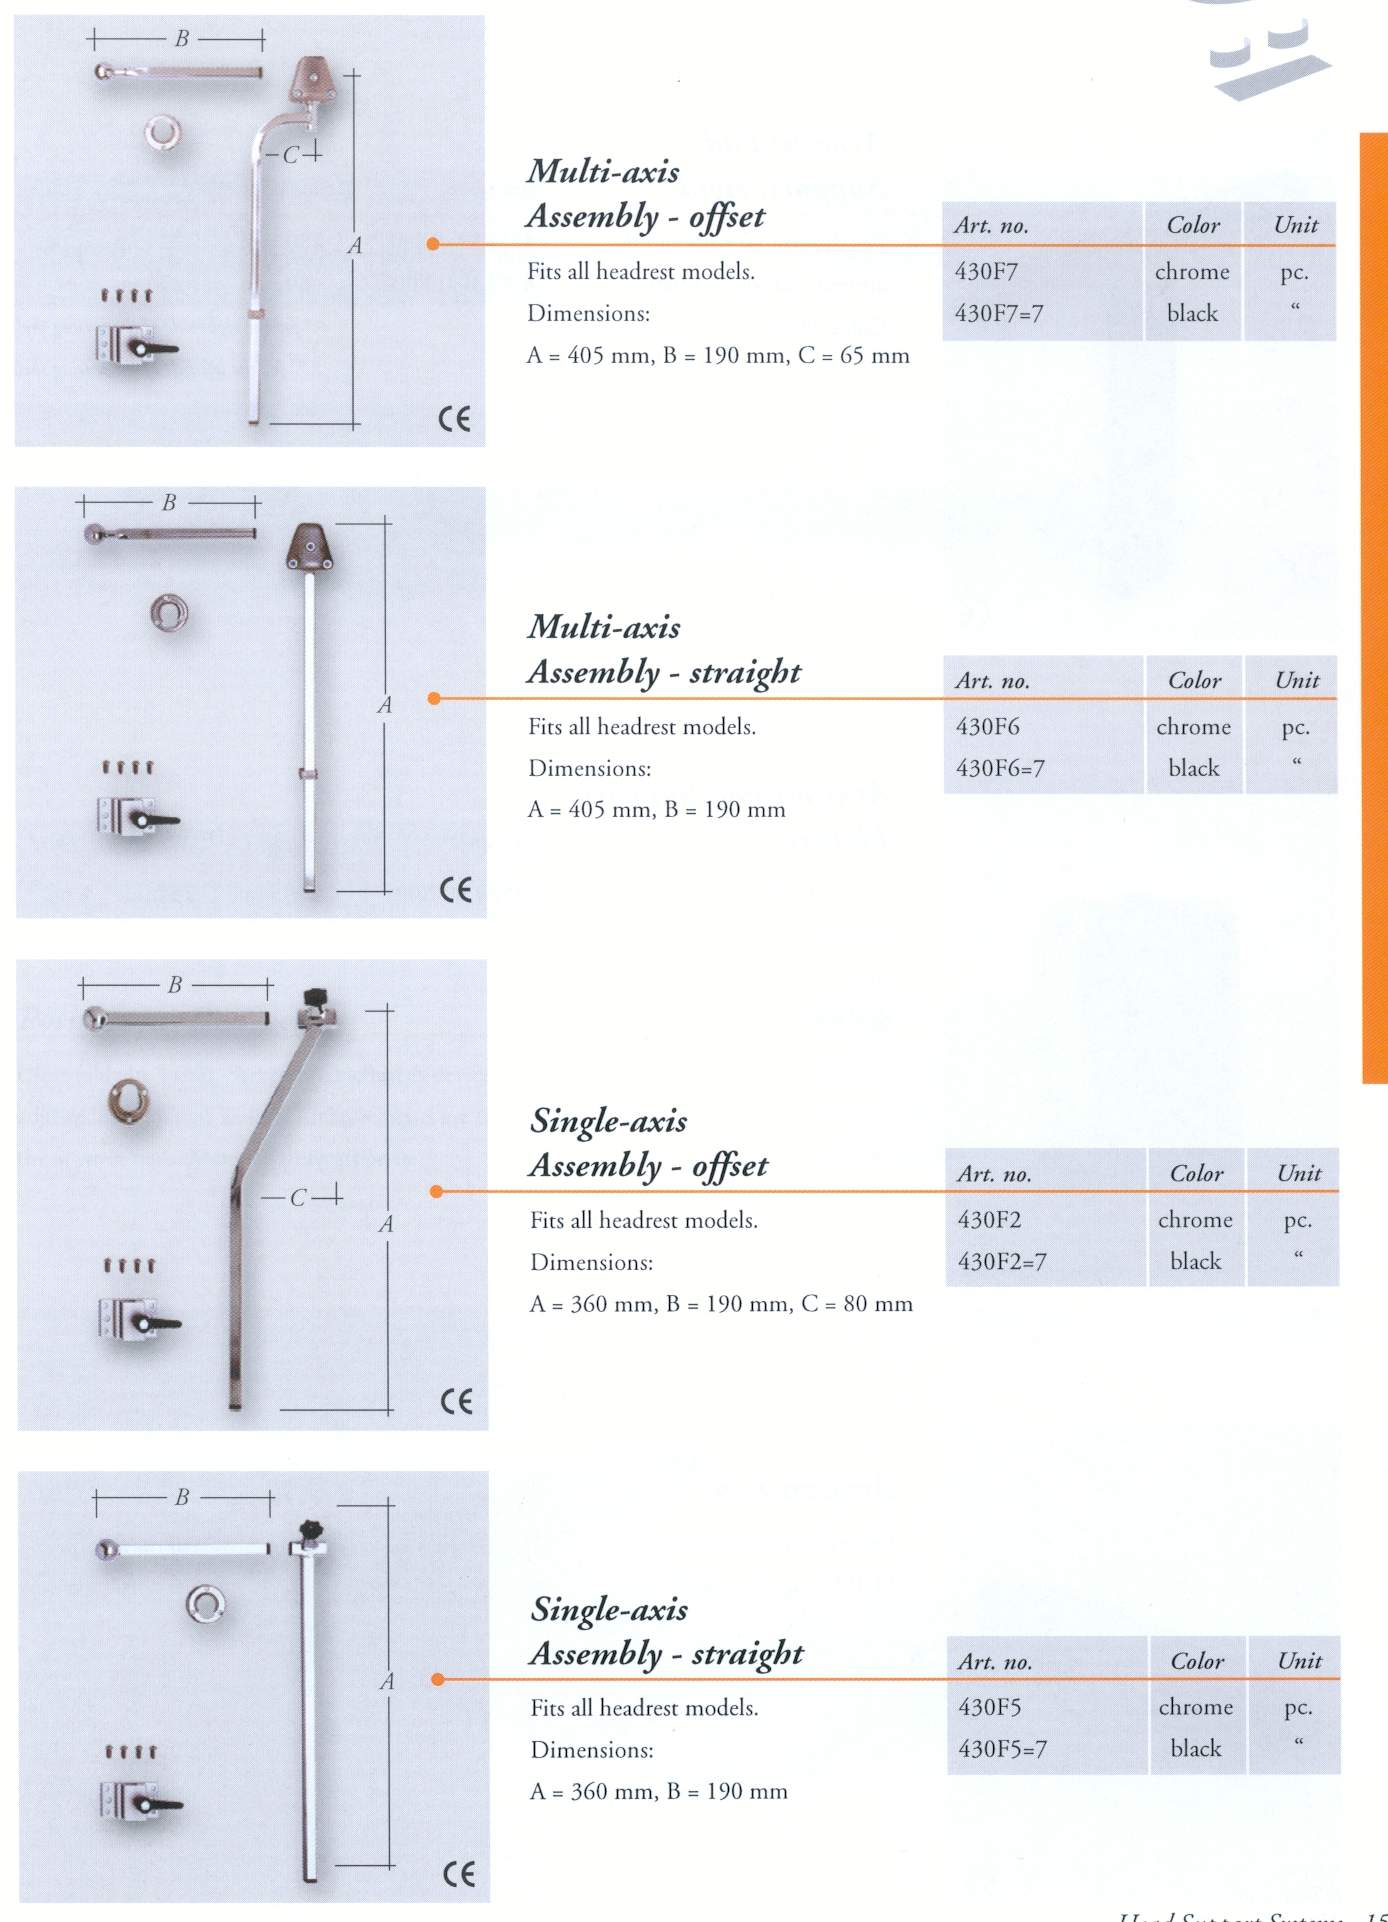 B
C
A
CE
Multi-axis
Assembly - offset
Art. no. Color Unit
Fits all headrest models.
430F7 chrome pc.
Dimensions:
430F7=7 black “
A = 405 mm, B = 190 mm, C = 65 mm
B
A
CE
Multi-axis
Assembly - straight
Art. no. Color Unit
Fits all headrest models.
430F6 chrome pc.
Dimensions:
430F6=7 black “
A = 405 mm, B = 190 mm
B
C
A
CE
Single-axis
Assembly - offset
Art. no. Color Unit
Fits all headrest models.
430F2 chrome pc.
Dimensions:
430F2=7 black “
A = 360 mm, B = 190 mm, C = 80 mm
B
A
CE
Single-axis
Assembly - straight
Art. no. Color Unit
Fits all headrest models.
430F5 chrome pc.
Dimensions:
430F5=7 black “
A = 360 mm, B = 190 mm
Head Support Systems